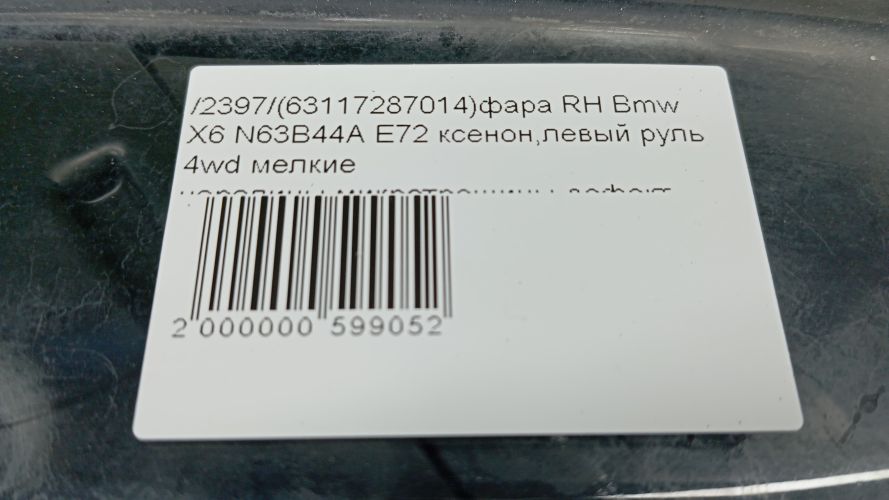 /2397/(63117287014)фара RH Bmw
X6 N63B44A E72 ксенон,левый руль
4wd мелкие
2 000000 599052